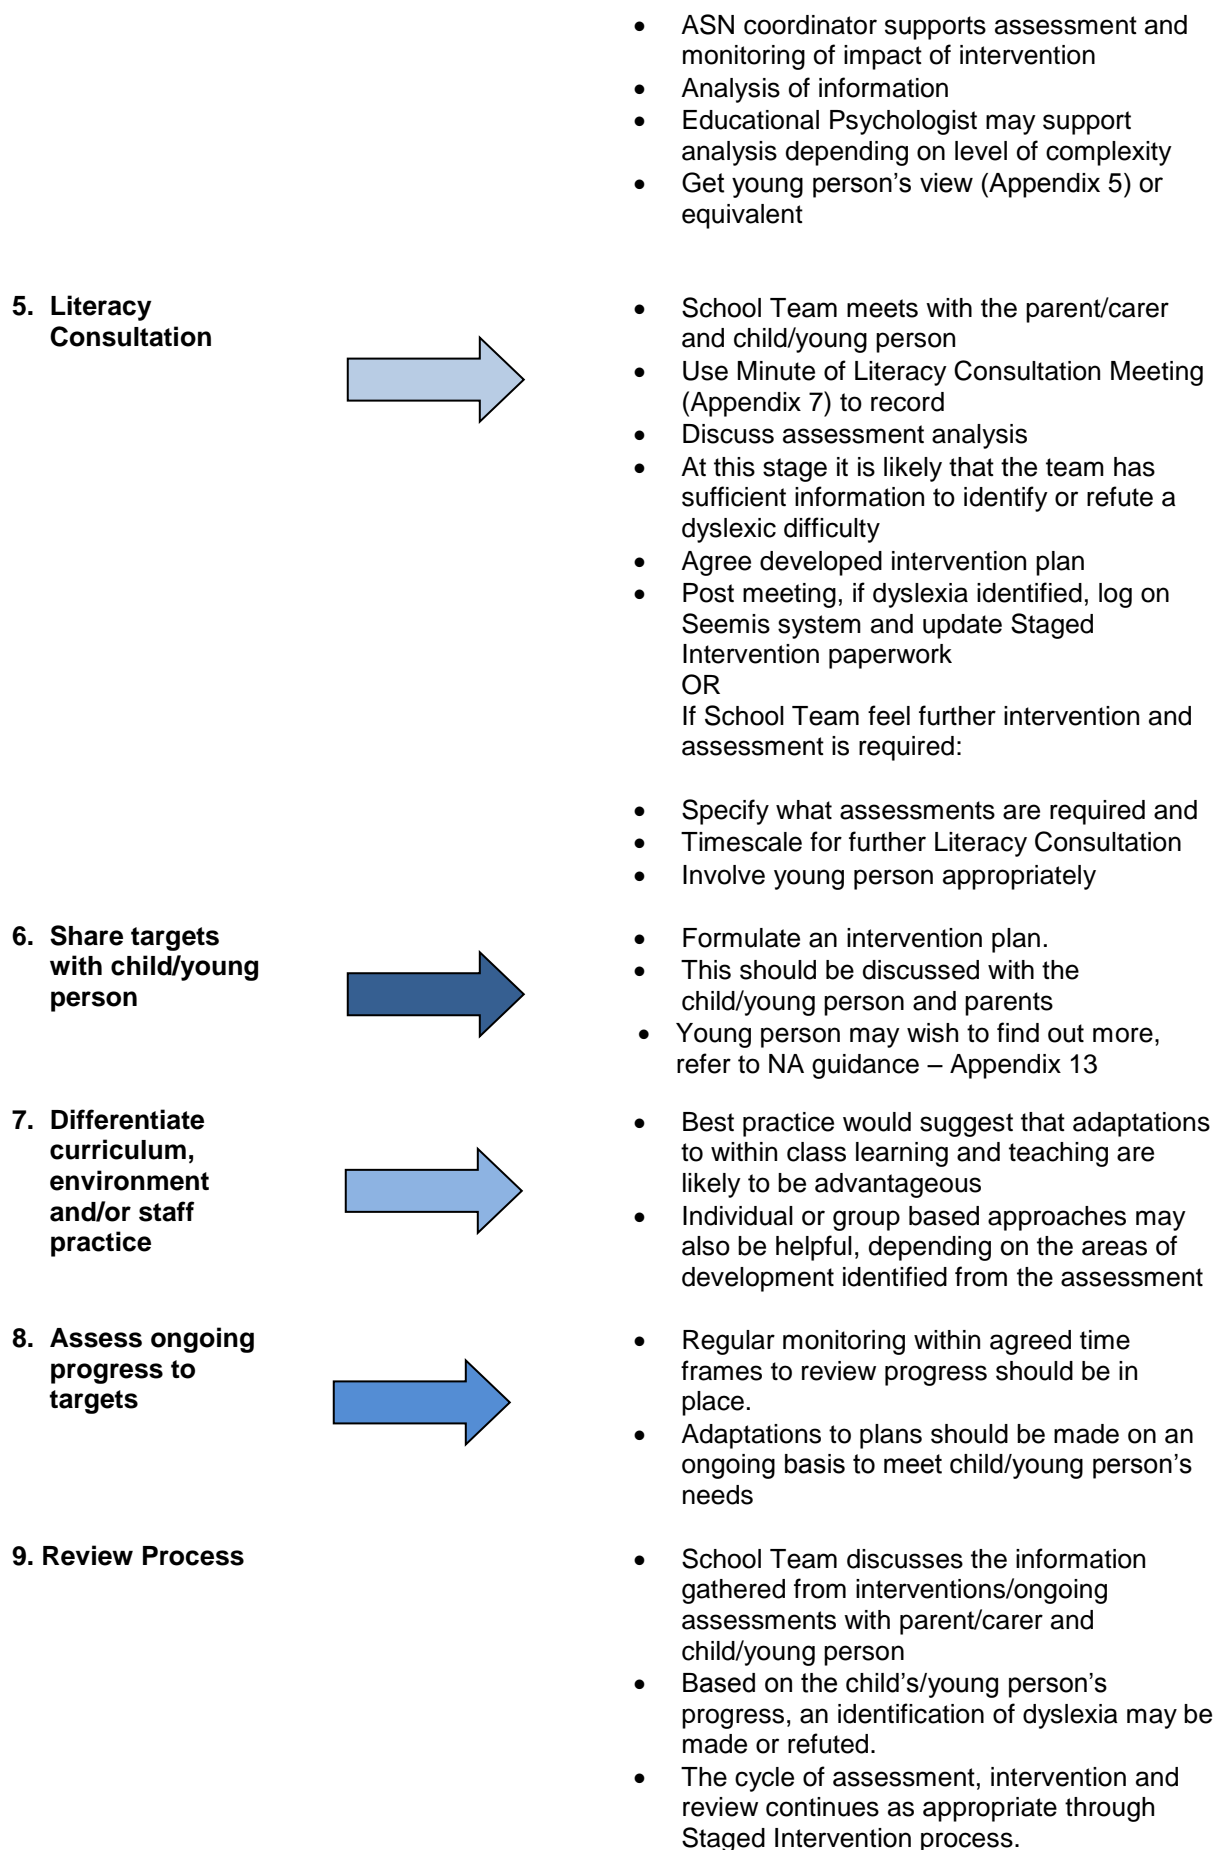 • ASN coordinator supports assessment and
monitoring of impact of intervention
• Analysis of information
• Educational Psychologist may support
analysis depending on level of complexity
• Get young person’s view (Appendix 5) or
equivalent
5. Literacy
Consultation
• School Team meets with the parent/carer
and child/young person
• Use Minute of Literacy Consultation Meeting
(Appendix 7) to record
• Discuss assessment analysis
• At this stage it is likely that the team has
sufficient information to identify or refute a
dyslexic difficulty
• Agree developed intervention plan
• Post meeting, if dyslexia identified, log on
Seemis system and update Staged
Intervention paperwork
OR
If School Team feel further intervention and
assessment is required:
• Specify what assessments are required and
• Timescale for further Literacy Consultation
• Involve young person appropriately
6. Share targets
with child/young
person
• Formulate an intervention plan.
• This should be discussed with the
child/young person and parents
• Young person may wish to find out more,
refer to NA guidance – Appendix 13
7. Differentiate
curriculum,
environment
and/or staff
practice
• Best practice would suggest that adaptations
to within class learning and teaching are
likely to be advantageous
• Individual or group based approaches may
also be helpful, depending on the areas of
development identified from the assessment
8. Assess ongoing
progress to
targets
• Regular monitoring within agreed time
frames to review progress should be in
place.
• Adaptations to plans should be made on an
ongoing basis to meet child/young person’s
needs
9. Review Process
• School Team discusses the information
gathered from interventions/ongoing
assessments with parent/carer and
child/young person
• Based on the child’s/young person’s
progress, an identification of dyslexia may be
made or refuted.
• The cycle of assessment, intervention and
review continues as appropriate through
Staged Intervention process.